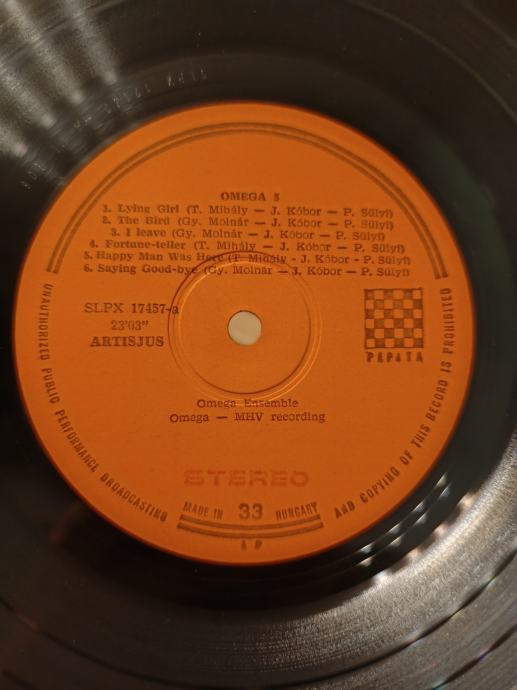 OMEGA 5
1. Lying Girl (T. Mihály — J. Kóbor — P. Sülyi)
2. The Bird (Gy. Molnár — J. Kóbor — P. Sülyi)
3. I leave (Gy. Molnár — J. Kóbor — P. Sülyi)
4. Fortune-teller (T. Mihály — J. Kóbor — P. Sülyi)
5. Happy Man Was Here (T. Mihály - J. Kóbor - P. Sülyi)
6. Saying Good-bye (Gy. Molnár — J. Kóbor — P. Sülyi)
SLPX 17457-a
23'03"
ARTISJUS
PEPITA
Omega Ensemble
Omega — MHV recording
STEREO
MADE IN 33 HUNGARY
LP
UNAUTHORIZED PUBLIC PERFORMANCE BROADCASTING AND COPYING OF THIS RECORD IS PROHIBITED